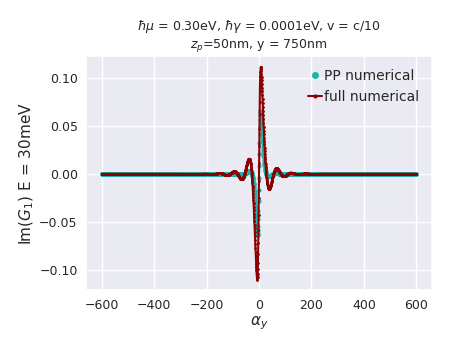 ħμ = 0.30eV, ħγ = 0.0001eV, v = c/10
z_p=50nm, y = 750nm
PP numerical
full numerical
Im(G₁) E = 30meV
0.10
0.05
0.00
−0.05
−0.10
−600 −400 −200 0 200 400 600
α_y